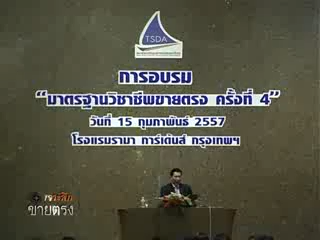 TSDA
การอบรม
“มาตรฐานวิชาชีพขายตรง ครั้งที่ 4”
วันที่ 15 กุมภาพันธ์ 2557
โรงแรมรามา การ์เด้นส์ กรุงเทพฯ
ขายตรง